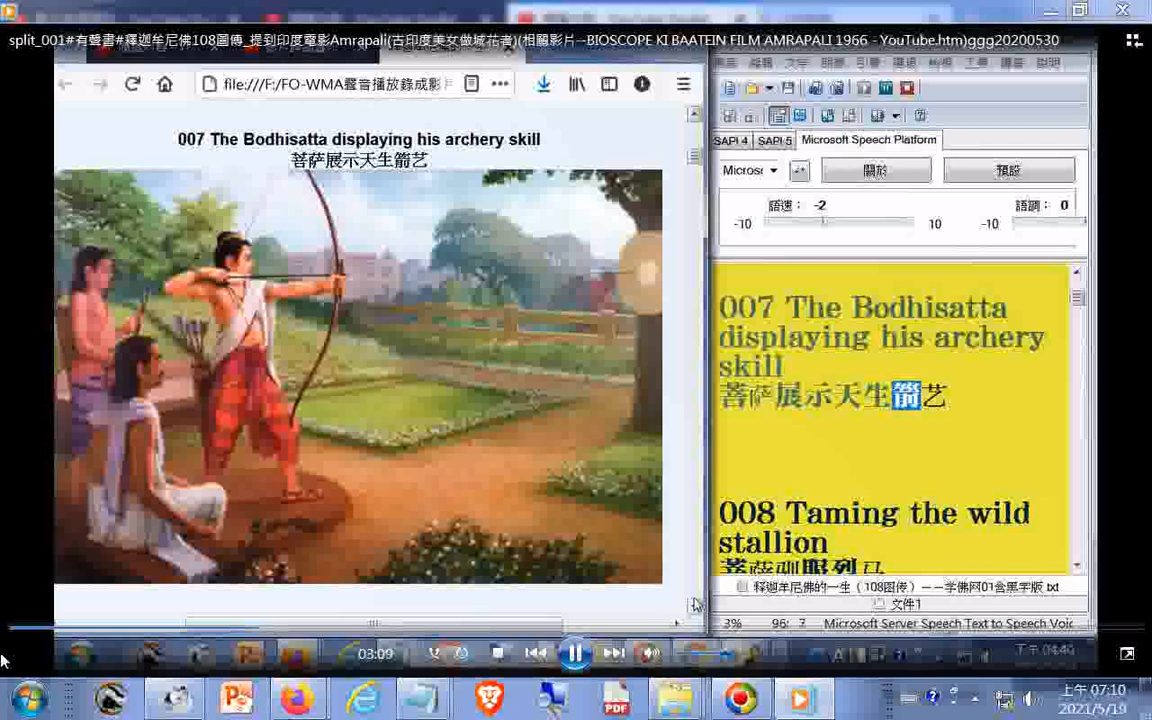 split_001#有聲書#釋迦牟尼佛108圖傳_提到印度電影Amrapali(古印度美女做城花者)(相關影片--BIOSCOPE KI BAATEIN FILM AMRAPALI 1966 - YouTube.htm)ggg20200530
file:///F:/FO-WMA聲音播放錄成影
007 The Bodhisatta displaying his archery skill
菩萨展示天生箭艺
SAPI 4 SAPI 5 Microsoft Speech Platform
關於 預設
語速： -2 語調： 0
-10 10 -10
007 The Bodhisatta
displaying his archery
skill
菩萨展示天生箭艺
008 Taming the wild
stallion
释迦牟尼佛的一生（108图传）——学佛网01含黑字版 txt
文件1
3% 96: 7 Microsoft Server Speech Text to Speech Voic
03:09
下午 04:40
上午 07:10
2021/5/19